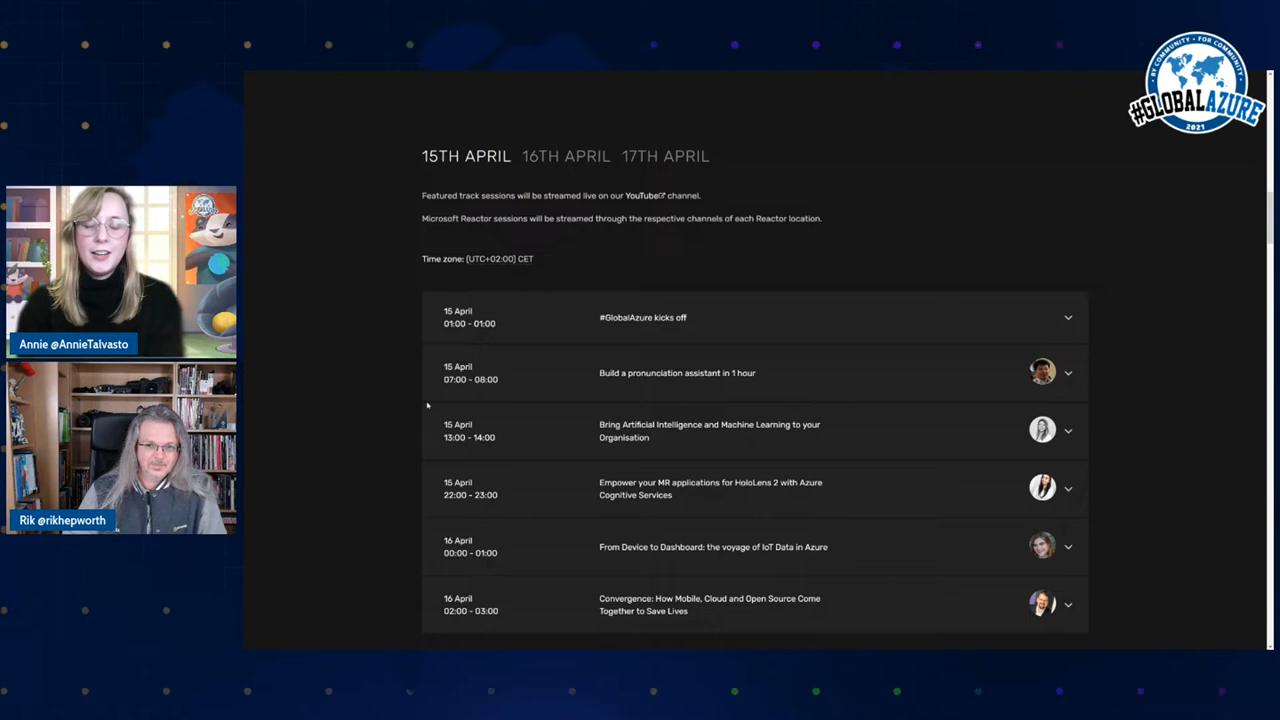 BY COMMUNITY • FOR COMMUNITY
#GLOBALAZURE
2021
15TH APRIL 16TH APRIL 17TH APRIL
Featured track sessions will be streamed live on our YouTube channel.
Microsoft Reactor sessions will be streamed through the respective channels of each Reactor location.
Time zone: (UTC+02:00) CET
15 April
01:00 - 01:00
#GlobalAzure kicks off
15 April
07:00 - 08:00
Build a pronunciation assistant in 1 hour
15 April
13:00 - 14:00
Bring Artificial Intelligence and Machine Learning to your
Organisation
15 April
22:00 - 23:00
Empower your MR applications for HoloLens 2 with Azure
Cognitive Services
16 April
00:00 - 01:00
From Device to Dashboard: the voyage of IoT Data in Azure
16 April
02:00 - 03:00
Convergence: How Mobile, Cloud and Open Source Come
Together to Save Lives
Annie @AnnieTalvasto
Rik @rikhepworth